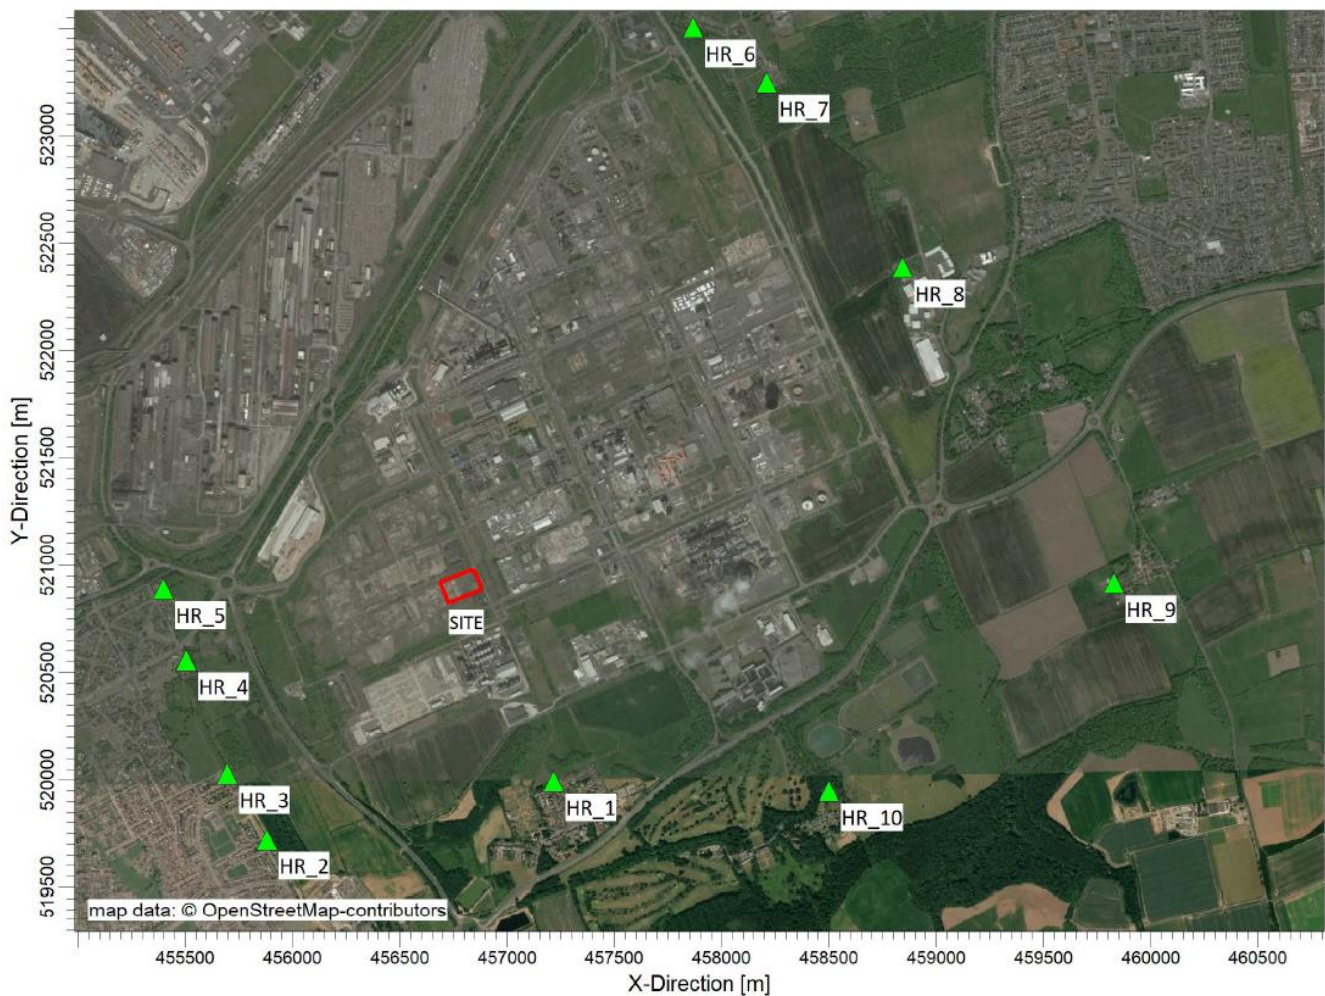 HR_6
HR_7
HR_8
HR_5
HR_9
SITE
HR_4
HR_3
HR_1
HR_10
HR_2
map data: © OpenStreetMap-contributors
Y-Direction [m]
523000
522500
522000
521500
521000
520500
520000
519500
455500
456000
456500
457000
457500
458000
458500
459000
459500
460000
460500
X-Direction [m]